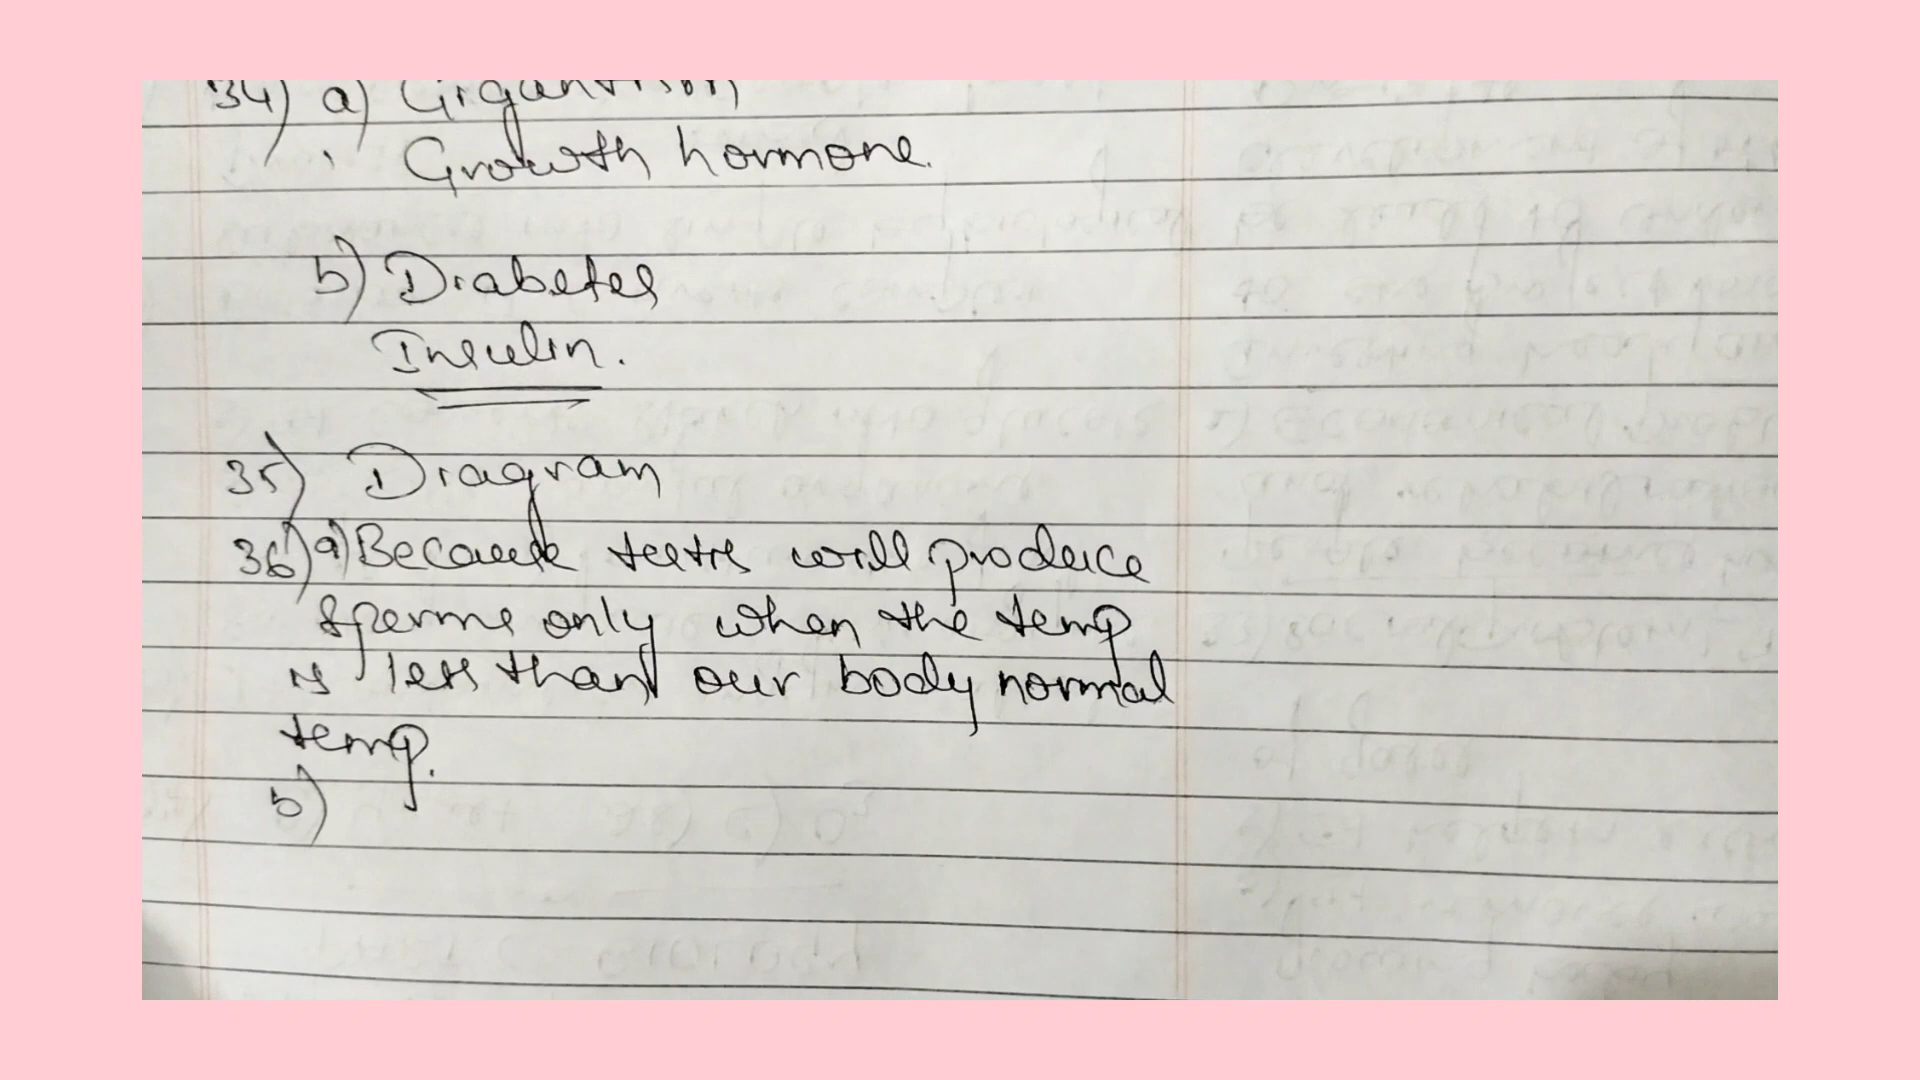 34) a) Gigantism
Growth hormone.
b) Diabetes
Insulin.
35) Diagram
36) a) Because testis will produce
sperms only when the temp
is less than our body normal
temp.
b)